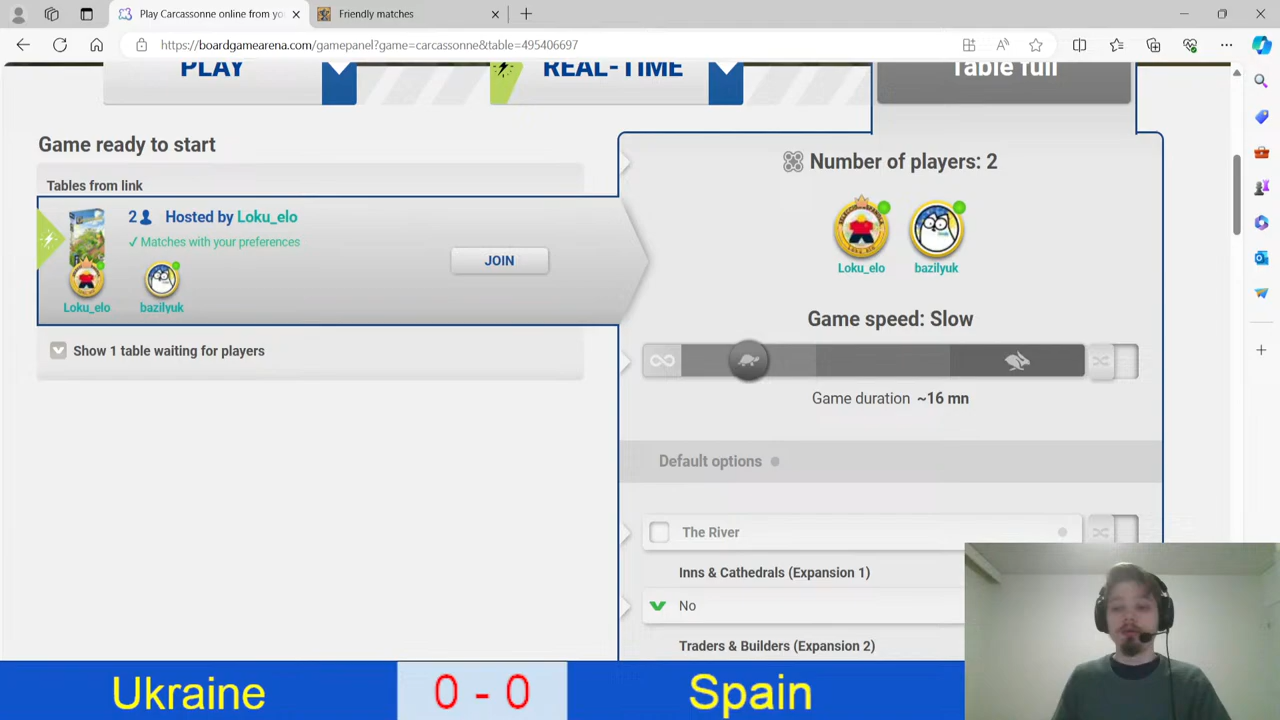 Play Carcassonne online from yo
Friendly matches
https://boardgamearena.com/gamepanel?game=carcassonne&table=495406697
PLAY
REAL-TIME
Table full
Game ready to start
Tables from link
2 Hosted by Loku_elo
✓ Matches with your preferences
JOIN
Loku_elo
bazilyuk
Show 1 table waiting for players
Number of players: 2
Loku_elo
bazilyuk
Game speed: Slow
Game duration ~16 mn
Default options
The River
Inns & Cathedrals (Expansion 1)
No
Traders & Builders (Expansion 2)
Ukraine
0 - 0
Spain